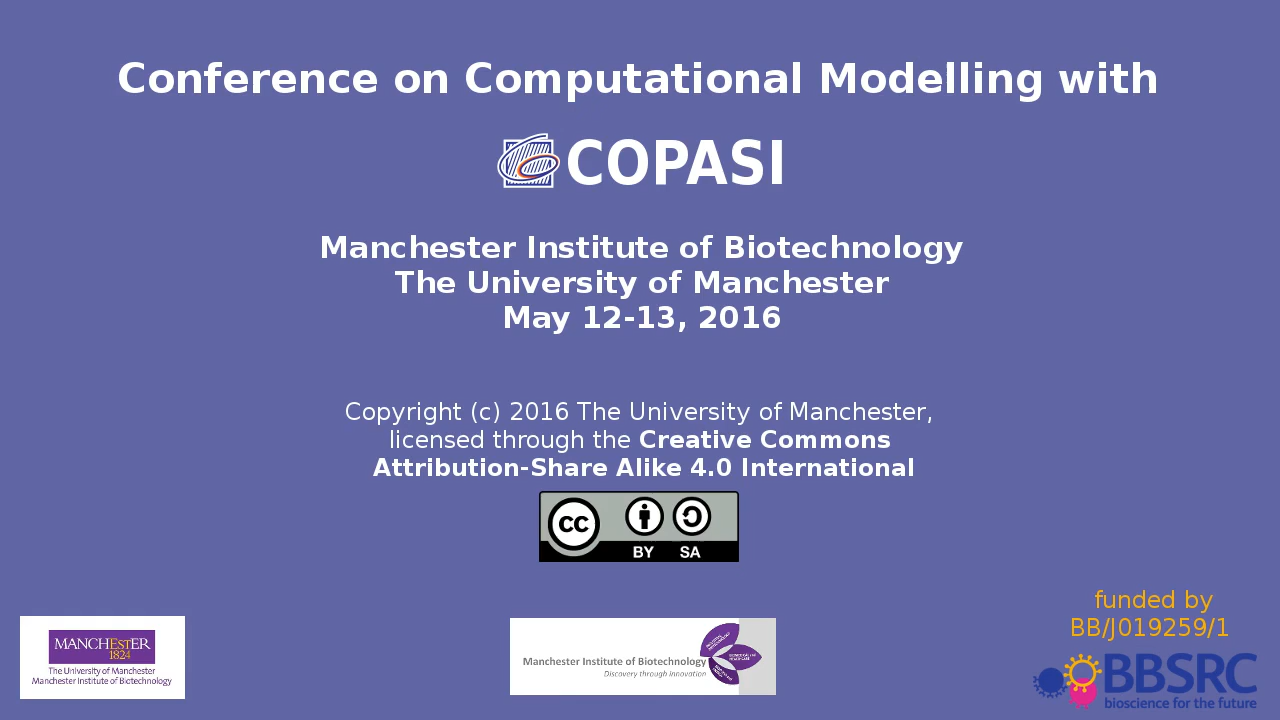 Conference on Computational Modelling with
COPASI
Manchester Institute of Biotechnology
The University of Manchester
May 12-13, 2016
Copyright (c) 2016 The University of Manchester,
licensed through the Creative Commons
Attribution-Share Alike 4.0 International
cc
BY SA
funded by
BB/J019259/1
MANCHEstER
1824
The University of Manchester
Manchester Institute of Biotechnology
Manchester Institute of Biotechnology
Discovery through innovation
BBSRC
bioscience for the future